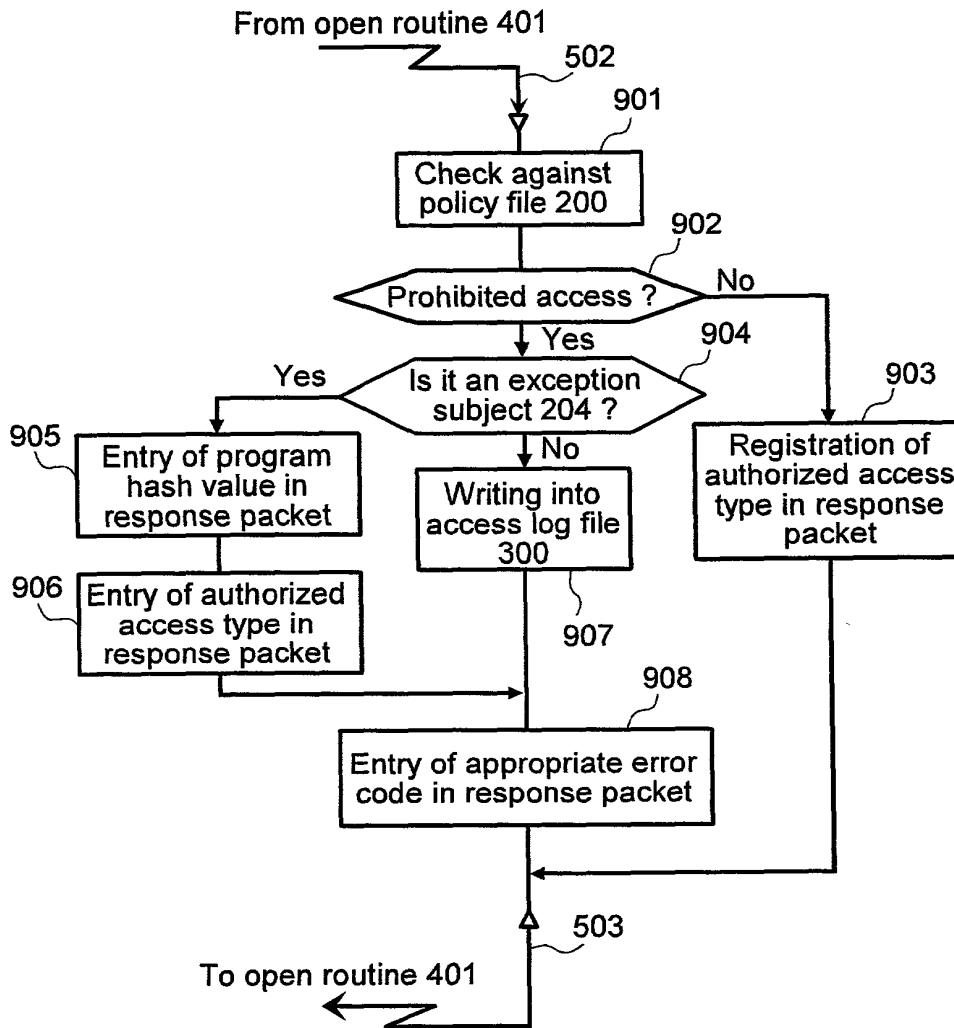 From open routine 401
502
901
Check against
policy file 200
902
Prohibited access ?
No
Yes
904
Yes
Is it an exception
subject 204 ?
903
905
Entry of program
hash value in
response packet
No
Writing into
access log file
300
Registration of
authorized access
type in response
packet
906
Entry of authorized
access type in
response packet
907
908
Entry of appropriate error
code in response packet
503
To open routine 401